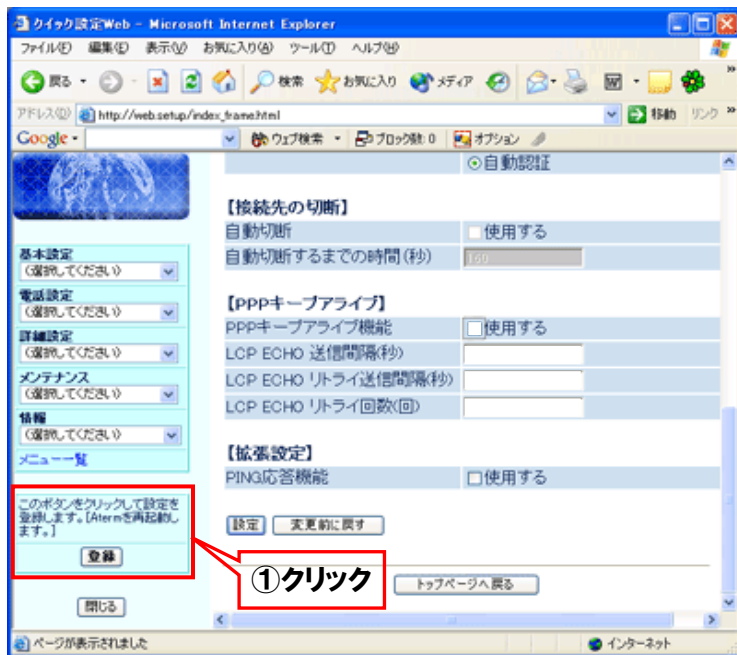 クイック設定Web - Microsoft Internet Explorer
ファイル(F) 編集(E) 表示(V) お気に入り(A) ツール(T) ヘルプ(H)
戻る 検索 お気に入り メディア
アドレス(D) http://web.setup/index_frame.html 移動 リンク
Google ウェブ検索 ブロック数: 0 オプション
自動認証
【接続先の切断】
自動切断 使用する
自動切断するまでの時間(秒)
【PPPキープアライブ】
PPPキープアライブ機能 使用する
LCP ECHO 送信間隔(秒)
LCP ECHO リトライ送信間隔(秒)
LCP ECHO リトライ回数(回)
【拡張設定】
PING応答機能 使用する
設定 変更前に戻す
トップページへ戻る
基本設定
(選択してください)
電話設定
(選択してください)
詳細設定
(選択してください)
メンテナンス
(選択してください)
情報
(選択してください)
メニュー一覧
このボタンをクリックして設定を
登録します。[Atermを再起動し
ます。]
登録
①クリック
閉じる
ページが表示されました インターネット